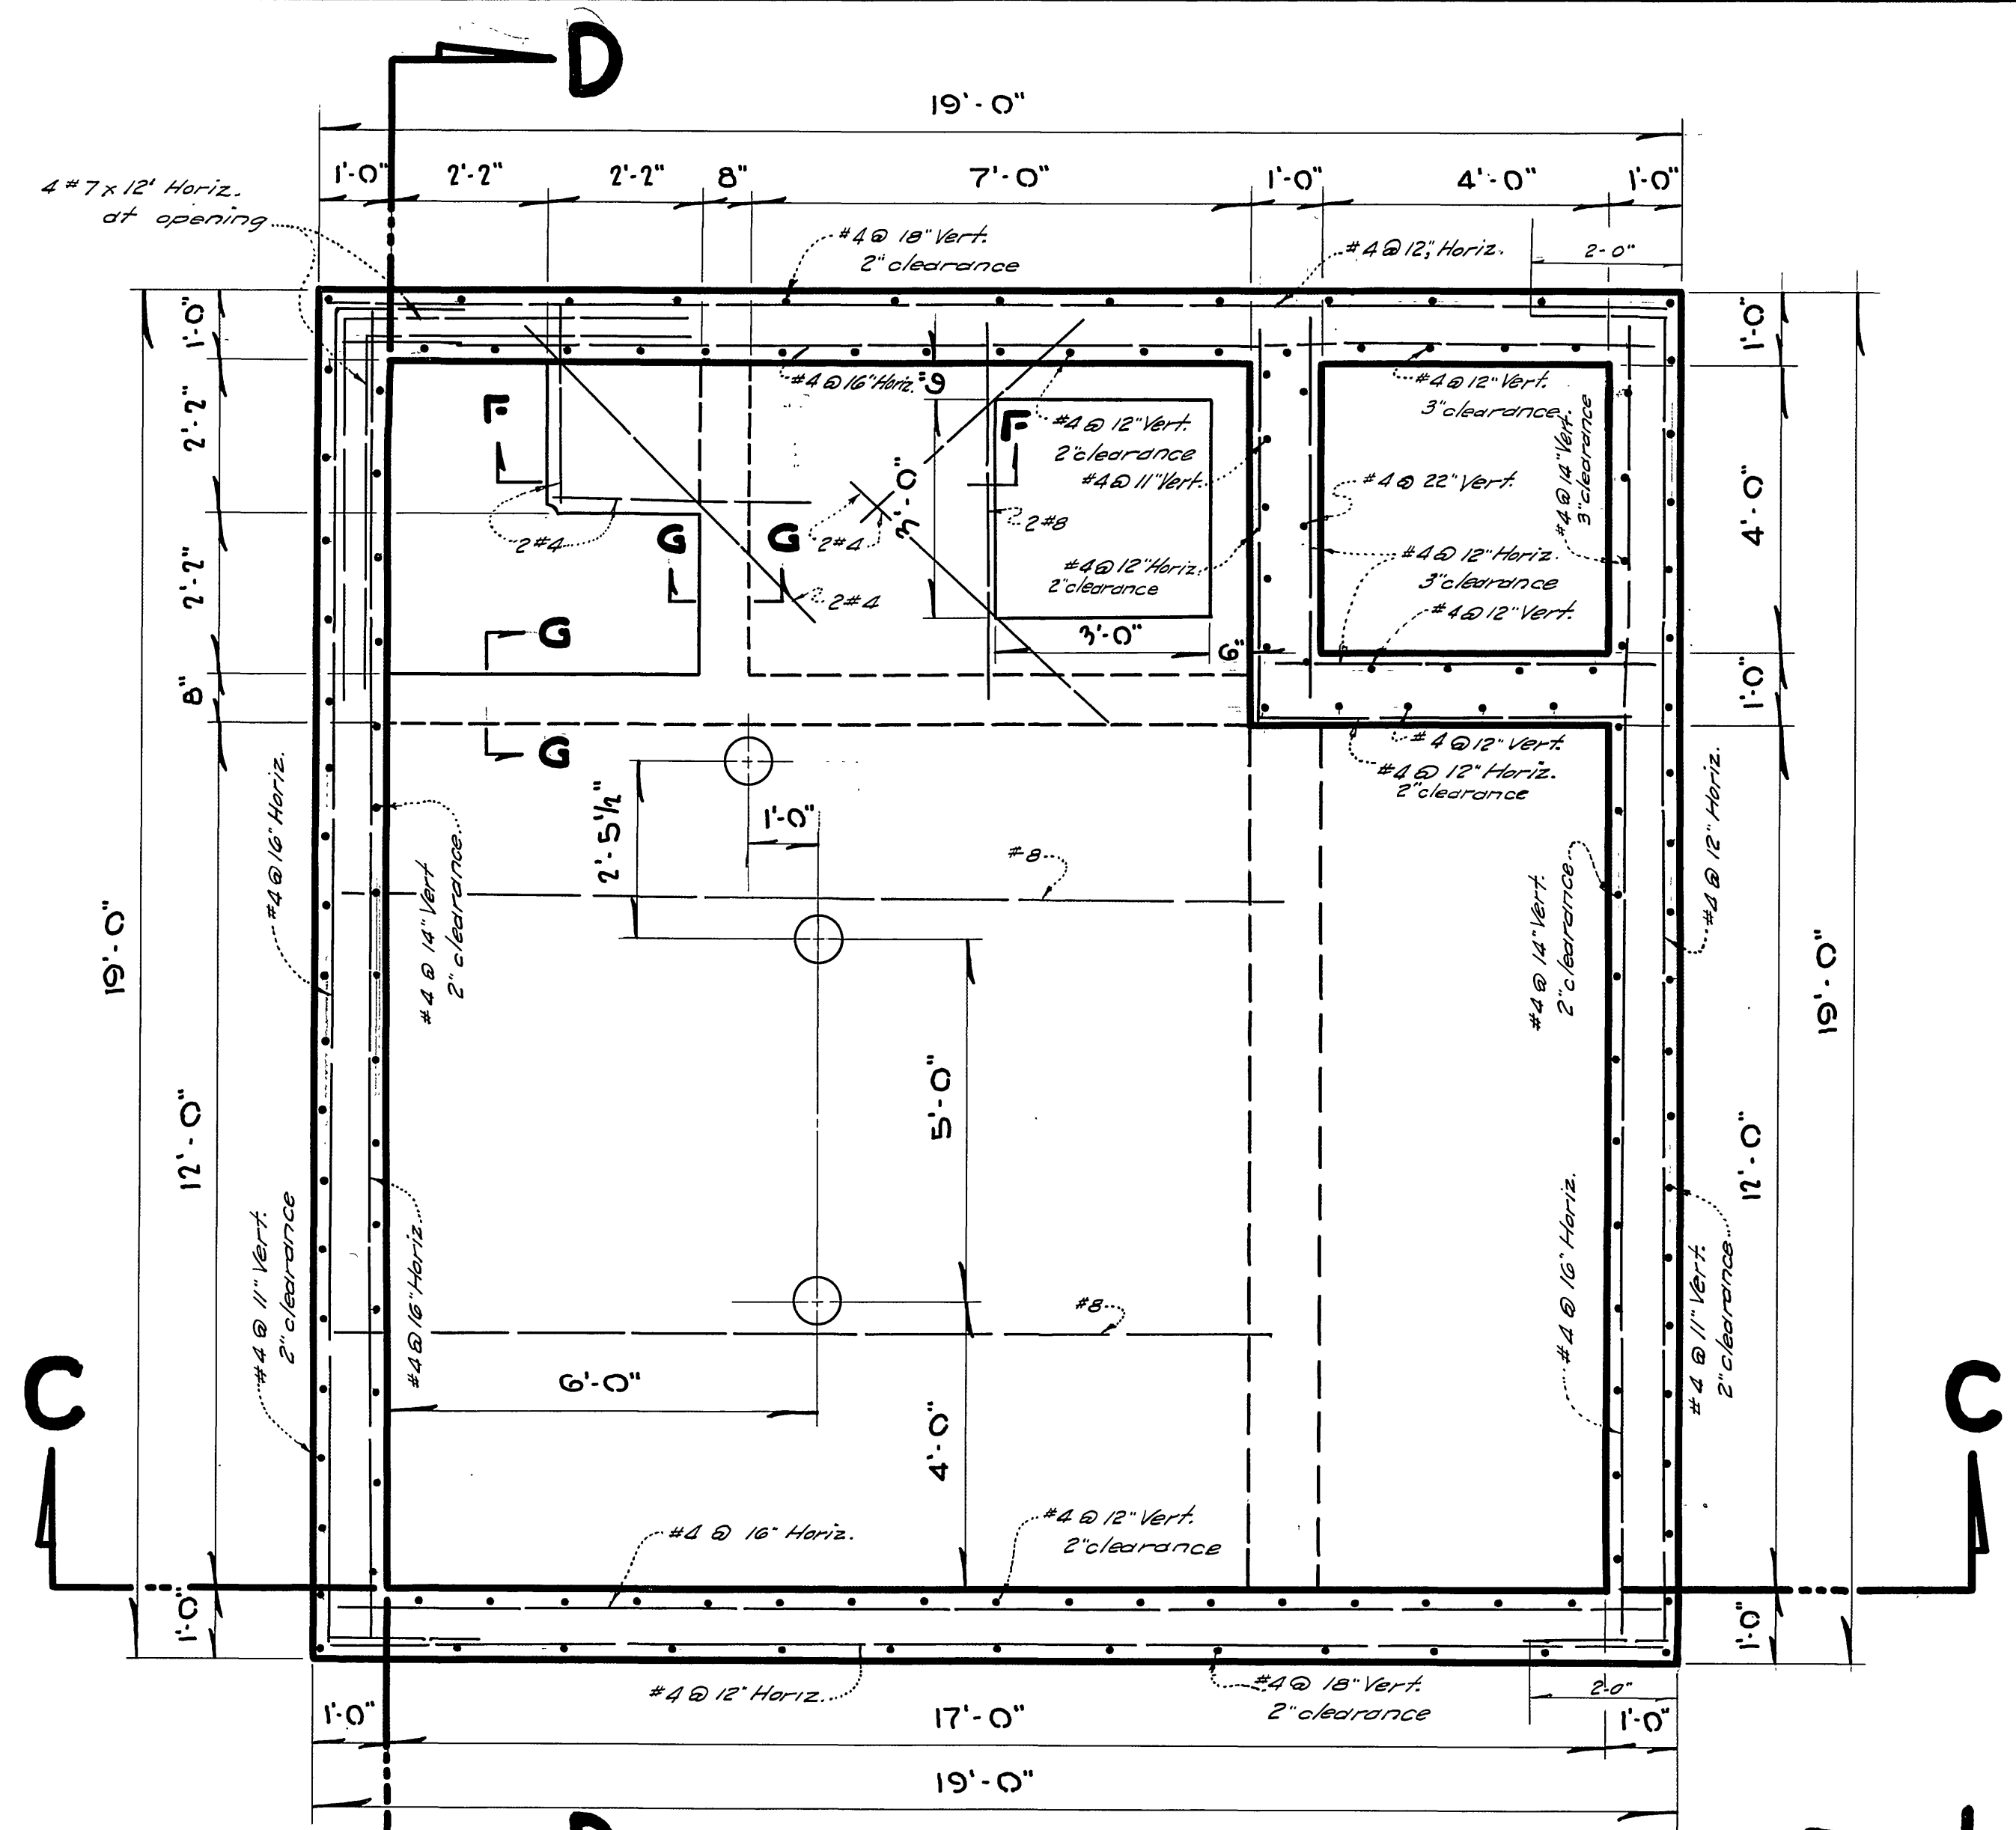 D
19'-0"
1'-0"
2'-2"
2'-2"
8"
7'-0"
1'-0"
4'-0"
1'-0"
4 #7 x 12' Horiz.
at opening
#4 @ 18" Vert.
2" clearance
#4 @ 12" Horiz.
2'-0"
1'-0"
2'-2"
2'-2"
8"
12'-0"
1'-0"
19'-0"
1'-0"
4'-0"
1'-0"
12'-0"
1'-0"
19'-0"
#4 @ 16" Horiz.
6"
#4 @ 12" Vert.
3" clearance
F
F
#4 @ 12" Vert.
2" clearance
#4 @ 11" Vert.
#4 @ 22" Vert.
#4 @ 14" Vert.
3" clearance
3'-0"
2 #8
2 #4
G
G
2 #4
#4 @ 12" Horiz.
2" clearance
#4 @ 12" Horiz.
3" clearance
#4 @ 12" Vert.
2 #4
G
3'-0"
6"
G
#4 @ 12" Vert.
#4 @ 12" Horiz.
2" clearance
2'-5½"
1'-0"
#8
#4 @ 16" Horiz.
#4 @ 14" Vert
2" clearance
#4 @ 14" Vert.
2" clearance
#4 @ 12" Horiz.
5'-0"
#4 @ 11" Vert.
2" clearance
#4 @ 16" Horiz.
#8
#4 @ 16" Horiz.
#4 @ 11" Vert.
2" clearance
6'-0"
4'-0"
C
C
#4 @ 16" Horiz.
#4 @ 12" Vert.
2" clearance
#4 @ 12" Horiz.
#4 @ 18" Vert.
2" clearance
2'-0"
1'-0"
17'-0"
1'-0"
19'-0"